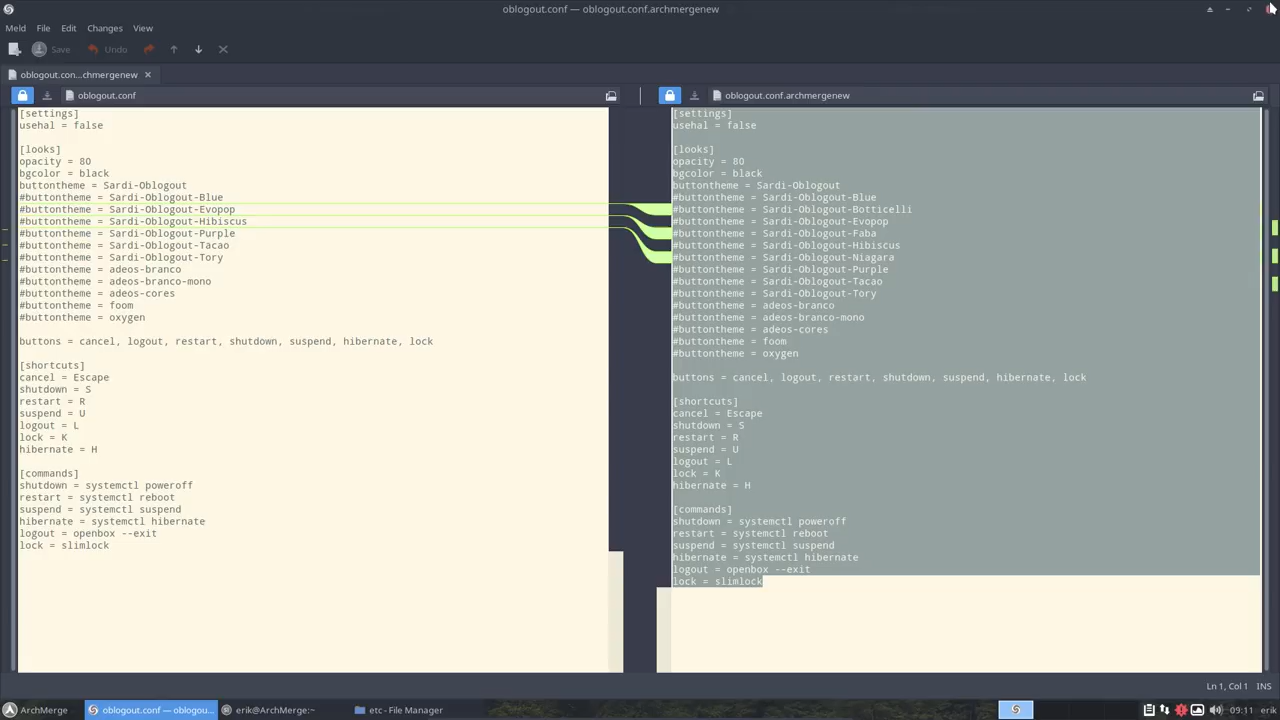 oblogout.conf — oblogout.conf.archmergenew
Meld File Edit Changes View
Save Undo
oblogout.con...chmergenew
oblogout.conf
[settings]
usehal = false

[looks]
opacity = 80
bgcolor = black
buttontheme = Sardi-Oblogout
#buttontheme = Sardi-Oblogout-Blue
#buttontheme = Sardi-Oblogout-Evopop
#buttontheme = Sardi-Oblogout-Hibiscus
#buttontheme = Sardi-Oblogout-Purple
#buttontheme = Sardi-Oblogout-Tacao
#buttontheme = Sardi-Oblogout-Tory
#buttontheme = adeos-branco
#buttontheme = adeos-branco-mono
#buttontheme = adeos-cores
#buttontheme = foom
#buttontheme = oxygen

buttons = cancel, logout, restart, shutdown, suspend, hibernate, lock

[shortcuts]
cancel = Escape
shutdown = S
restart = R
suspend = U
logout = L
lock = K
hibernate = H

[commands]
shutdown = systemctl poweroff
restart = systemctl reboot
suspend = systemctl suspend
hibernate = systemctl hibernate
logout = openbox --exit
lock = slimlock
oblogout.conf.archmergenew
[settings]
usehal = false

[looks]
opacity = 80
bgcolor = black
buttontheme = Sardi-Oblogout
#buttontheme = Sardi-Oblogout-Blue
#buttontheme = Sardi-Oblogout-Botticelli
#buttontheme = Sardi-Oblogout-Evopop
#buttontheme = Sardi-Oblogout-Faba
#buttontheme = Sardi-Oblogout-Hibiscus
#buttontheme = Sardi-Oblogout-Niagara
#buttontheme = Sardi-Oblogout-Purple
#buttontheme = Sardi-Oblogout-Tacao
#buttontheme = Sardi-Oblogout-Tory
#buttontheme = adeos-branco
#buttontheme = adeos-branco-mono
#buttontheme = adeos-cores
#buttontheme = foom
#buttontheme = oxygen

buttons = cancel, logout, restart, shutdown, suspend, hibernate, lock

[shortcuts]
cancel = Escape
shutdown = S
restart = R
suspend = U
logout = L
lock = K
hibernate = H

[commands]
shutdown = systemctl poweroff
restart = systemctl reboot
suspend = systemctl suspend
hibernate = systemctl hibernate
logout = openbox --exit
lock = slimlock
Ln 1, Col 1 INS
ArchMerge oblogout.conf — oblogou... erik@ArchMerge:~ etc - File Manager 09:11 erik